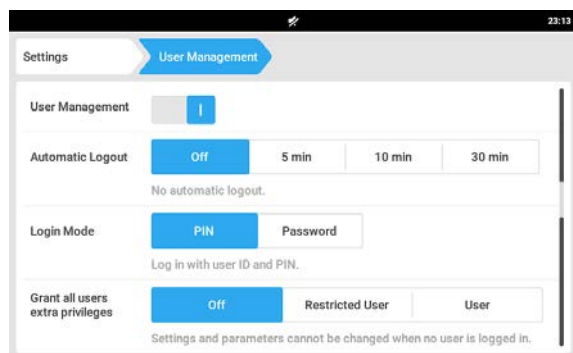 23:13
Settings
User Management
User Management
Automatic Logout
Off
5 min
10 min
30 min
No automatic logout.
Login Mode
PIN
Password
Log in with user ID and PIN.
Grant all users
extra privileges
Off
Restricted User
User
Settings and parameters cannot be changed when no user is logged in.